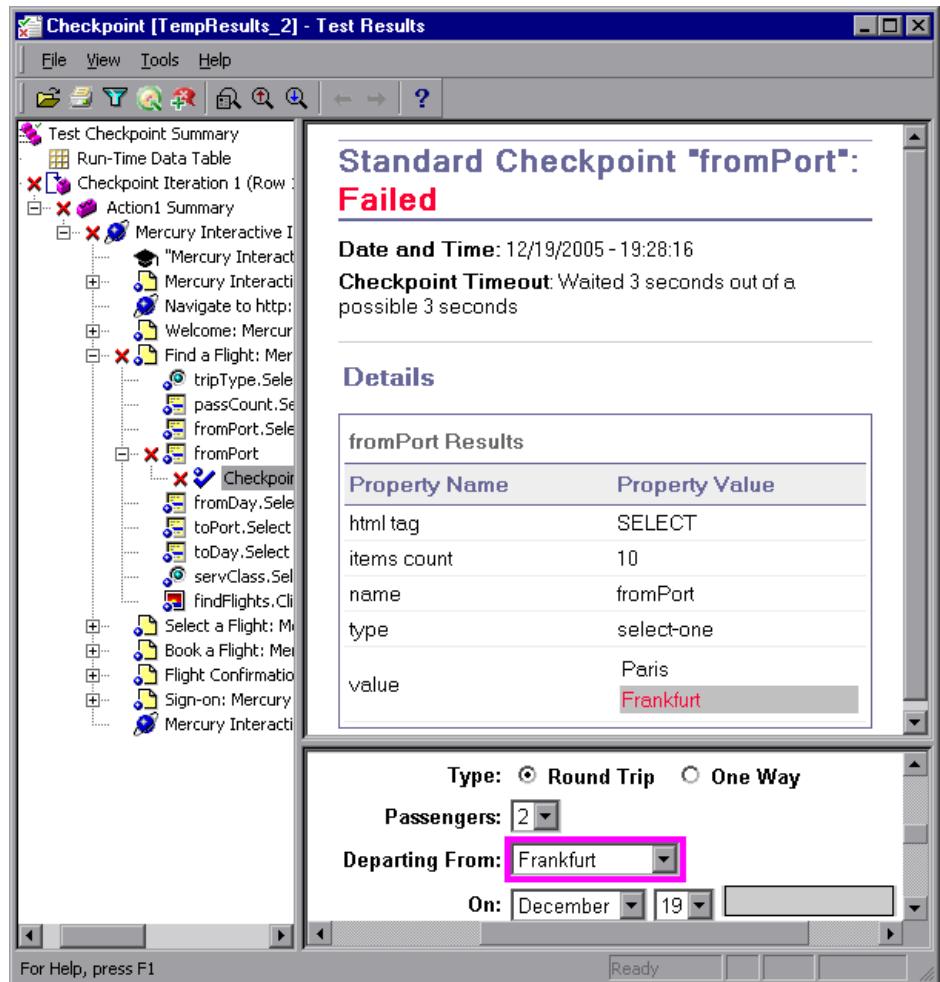 Checkpoint [TempResults_2] - Test Results
File View Tools Help
Test Checkpoint Summary
Run-Time Data Table
Checkpoint Iteration 1 (Row
Action1 Summary
Mercury Interactive I
"Mercury Interact
Mercury Interacti
Navigate to http:
Welcome: Mercur
Find a Flight: Mer
tripType.Sele
passCount.Se
fromPort.Sele
fromPort
Checkpoin
fromDay.Sele
toPort.Select
toDay.Select
servClass.Sel
findFlights.Cli
Select a Flight: M
Book a Flight: Mer
Flight Confirmatio
Sign-on: Mercury
Mercury Interacti
Standard Checkpoint "fromPort":
Failed
Date and Time: 12/19/2005 - 19:28:16
Checkpoint Timeout: Waited 3 seconds out of a
possible 3 seconds
Details
fromPort Results
Property Name Property Value
html tag SELECT
items count 10
name fromPort
type select-one
value Paris
Frankfurt
Type: Round Trip One Way
Passengers: 2
Departing From: Frankfurt
On: December 19
For Help, press F1
Ready